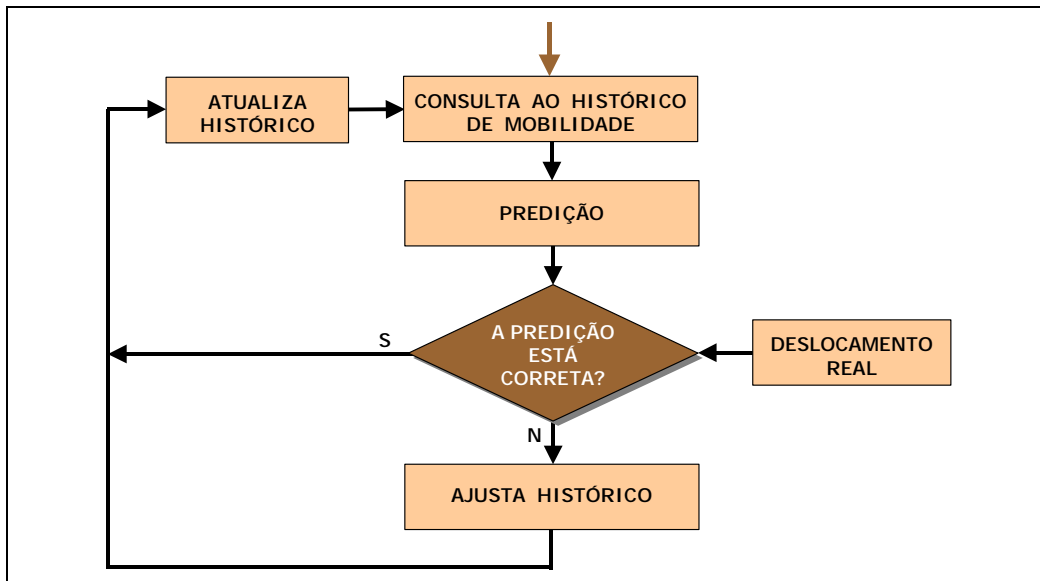 ATUALIZA
HISTÓRICO
CONSULTA AO HISTÓRICO
DE MOBILIDADE
PREDIÇÃO
A PREDIÇÃO
ESTÁ
CORRETA?
S
DESLOCAMENTO
REAL
N
AJUSTA HISTÓRICO